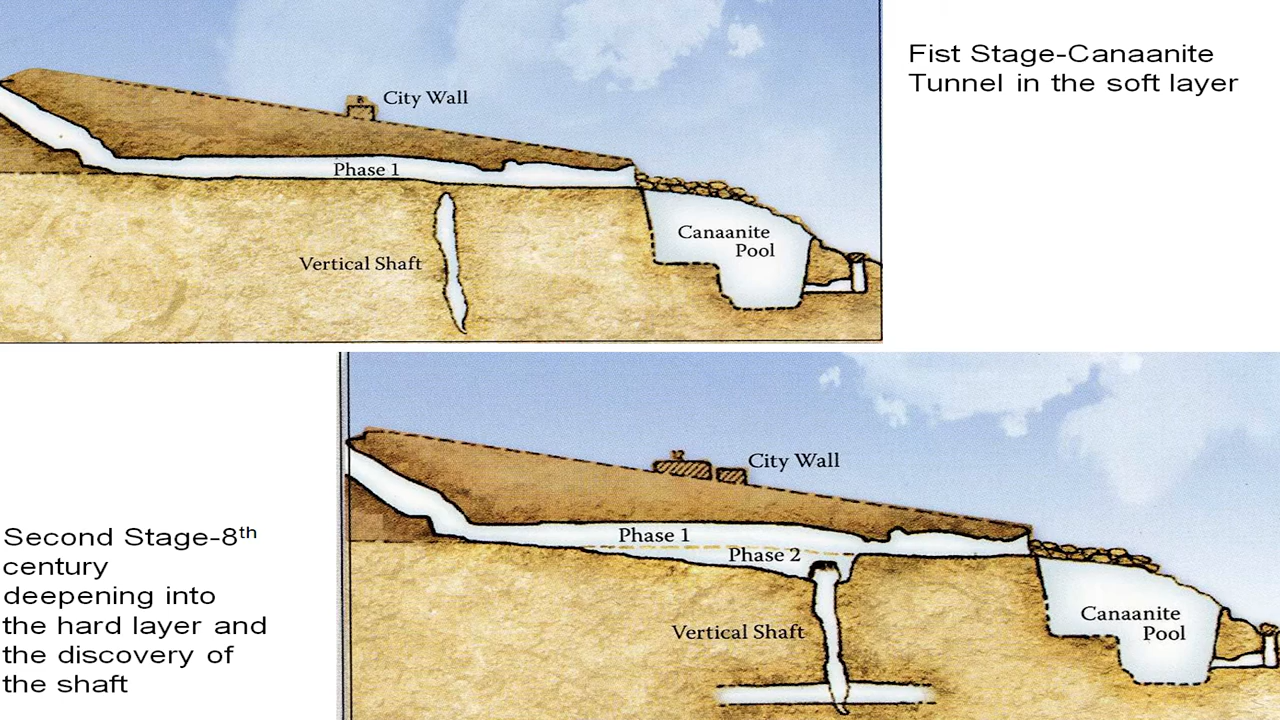 Fist Stage-Canaanite
Tunnel in the soft layer
City Wall
Phase 1
Canaanite
Pool
Vertical Shaft
12
City Wall
Phase 1
Phase 2
Second Stage-8th
century
deepening into
the hard layer and
the discovery of
the shaft
Vertical Shaft
Canaanite
Pool